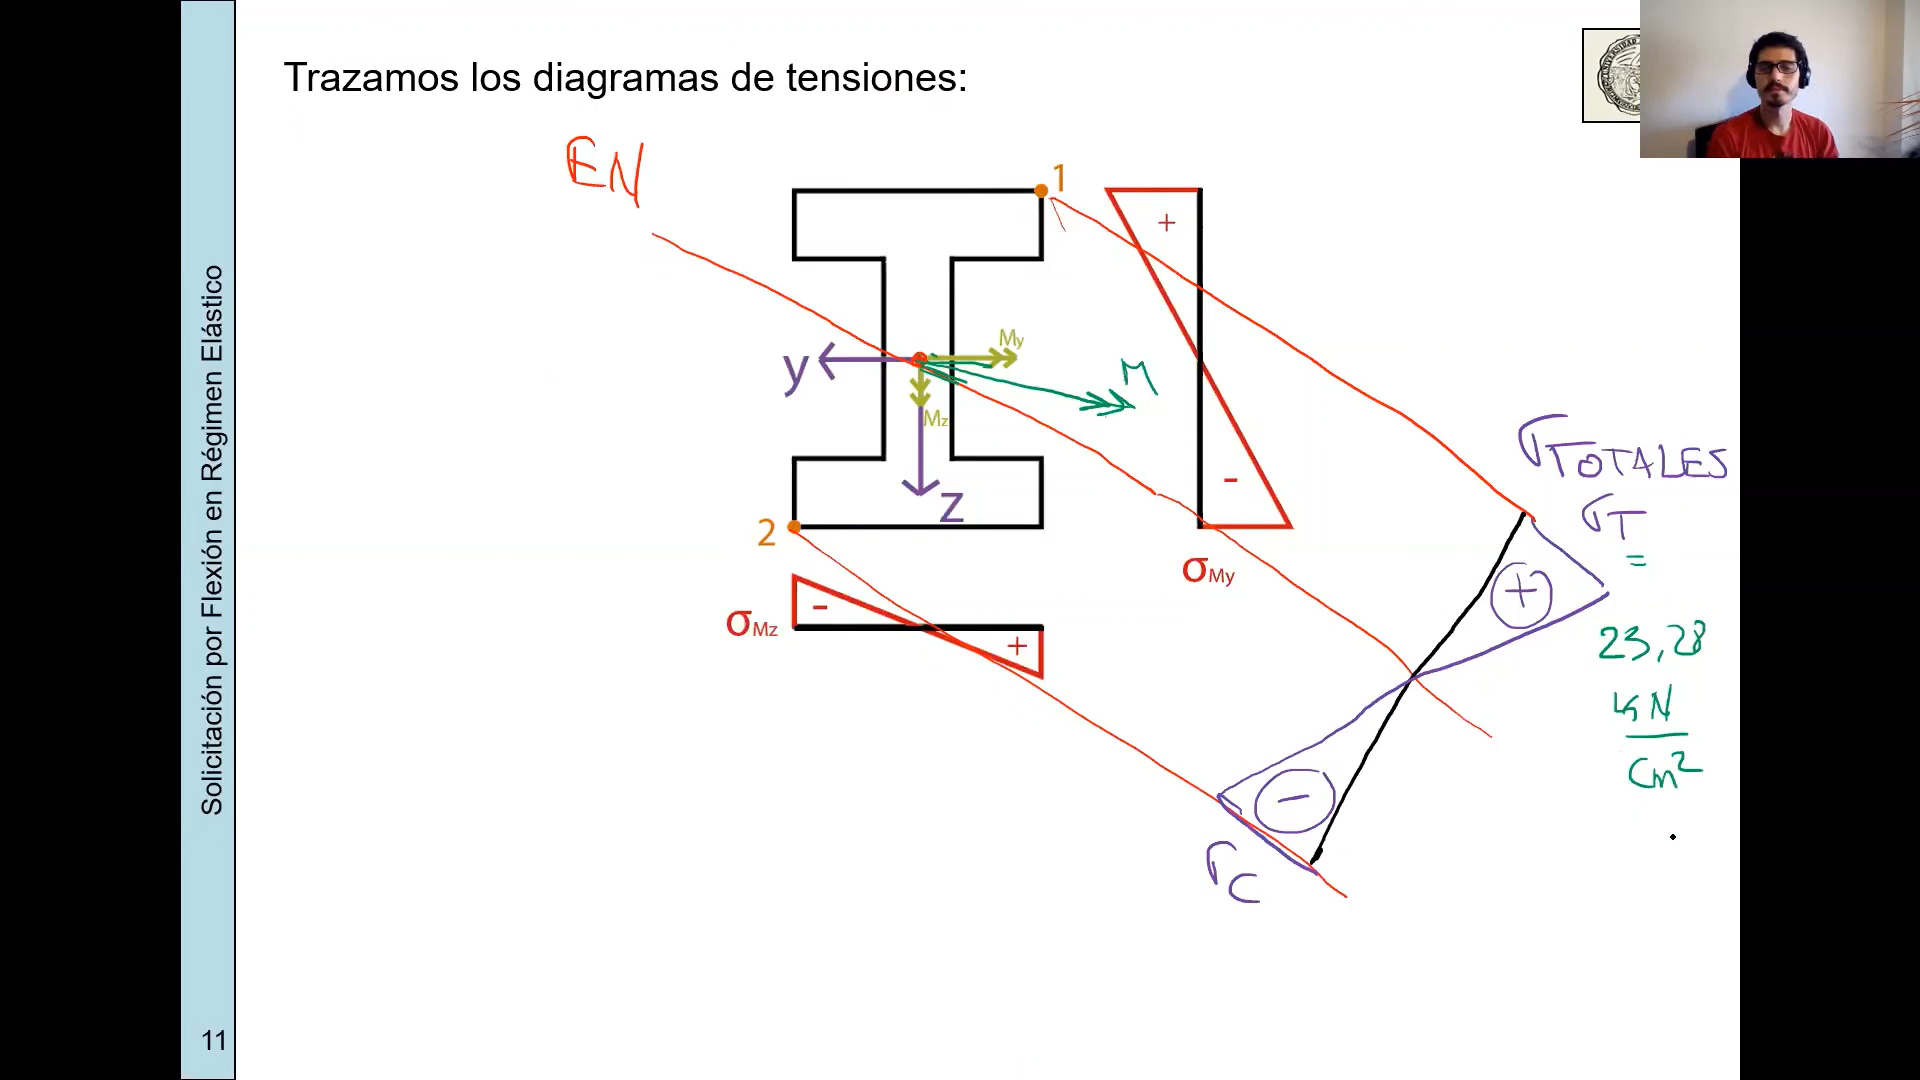 Trazamos los diagramas de tensiones:
EN
1
+
My
y
M
Mz
-
z
2
σMy
σTOTALES
σT
=
23,28
kN
cm²
+
σMz
-
+
-
σC
Solicitación por Flexión en Régimen Elástico
11